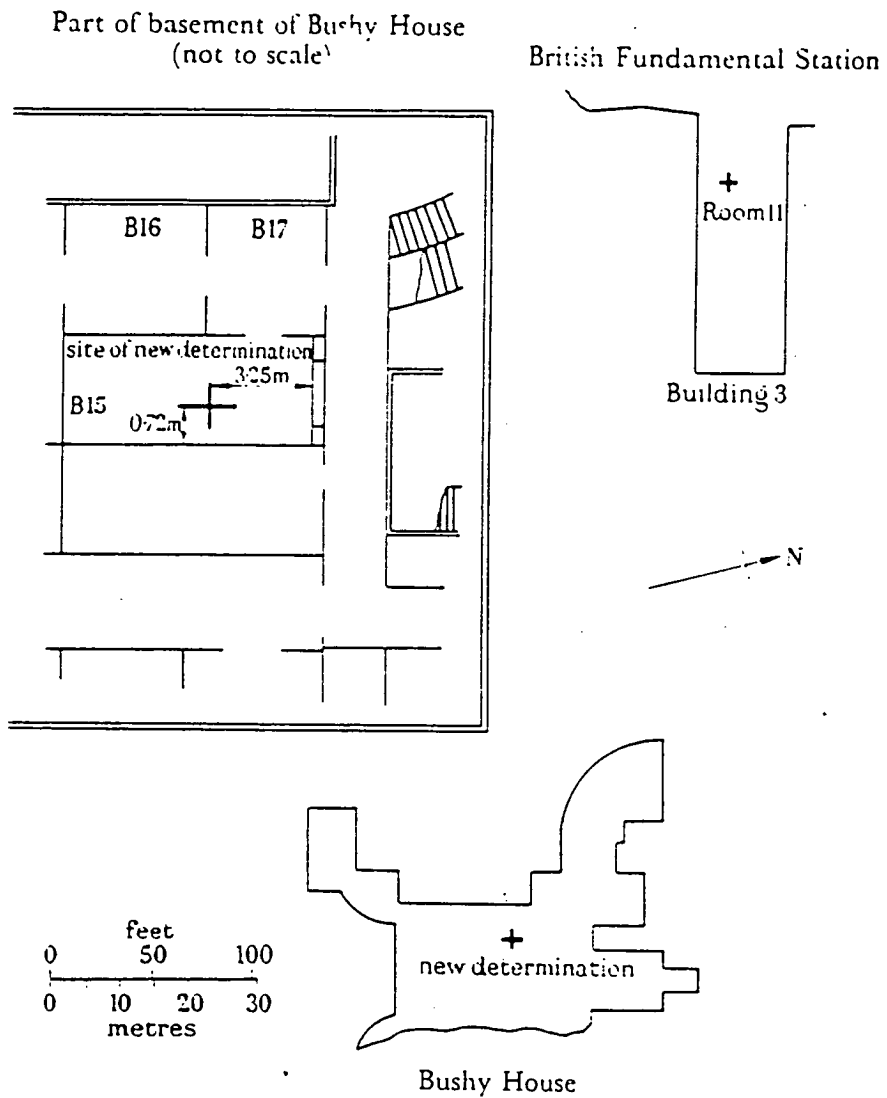 Part of basement of Bushy House
(not to scale)
British Fundamental Station
B16
B17
Room 11
site of new determination
3·25m
B15
0·72m
Building 3
N
feet
0 50 100
0 10 20 30
metres
new determination
Bushy House